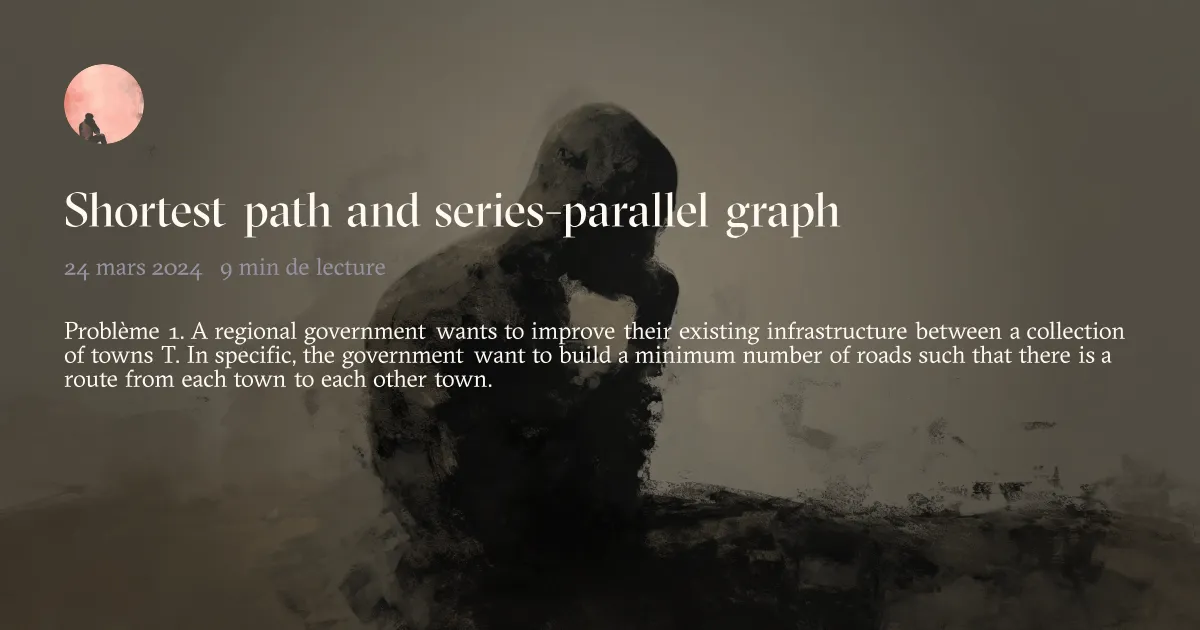 Shortest path and series-parallel graph
24 mars 2024 9 min de lecture
Problème 1. A regional government wants to improve their existing infrastructure between a collection
of towns T. In specific, the government want to build a minimum number of roads such that there is a
route from each town to each other town.